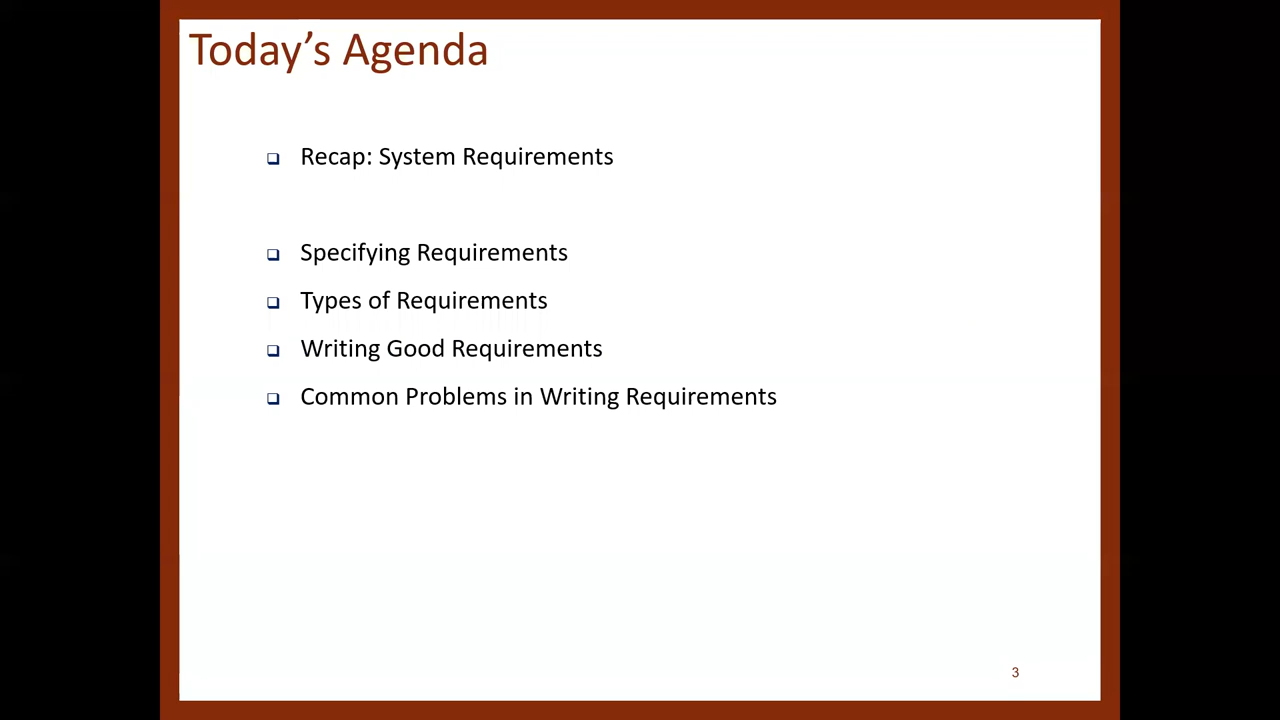 Today’s Agenda
Recap: System Requirements
Specifying Requirements
Types of Requirements
Writing Good Requirements
Common Problems in Writing Requirements
3